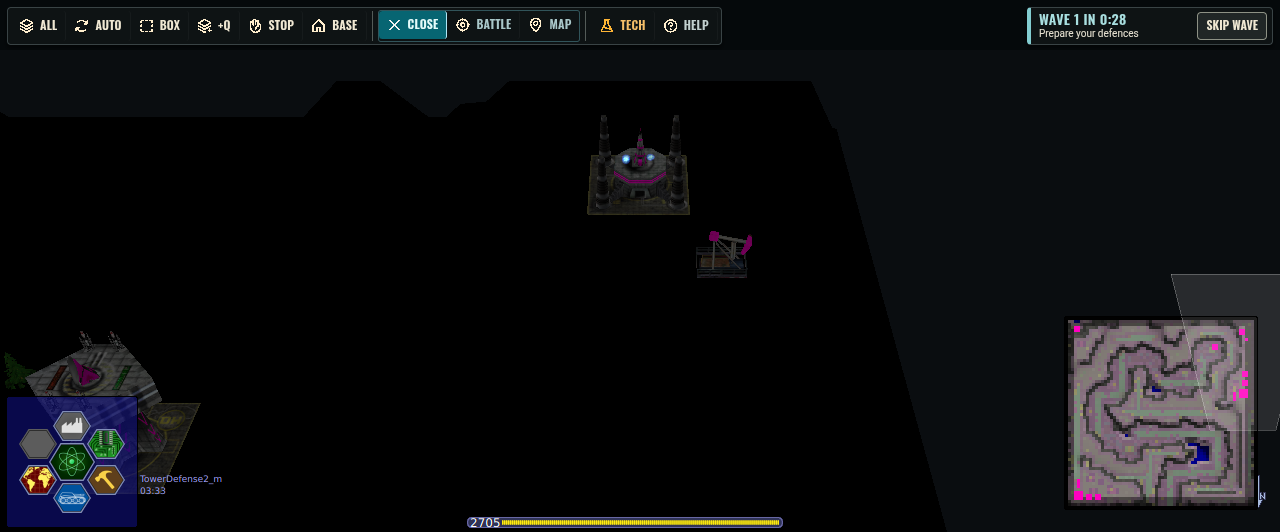 ALL AUTO BOX +Q STOP BASE CLOSE BATTLE MAP TECH HELP
WAVE 1 IN 0:28
Prepare your defences
SKIP WAVE
TowerDefense2_m
03:33
2705
N